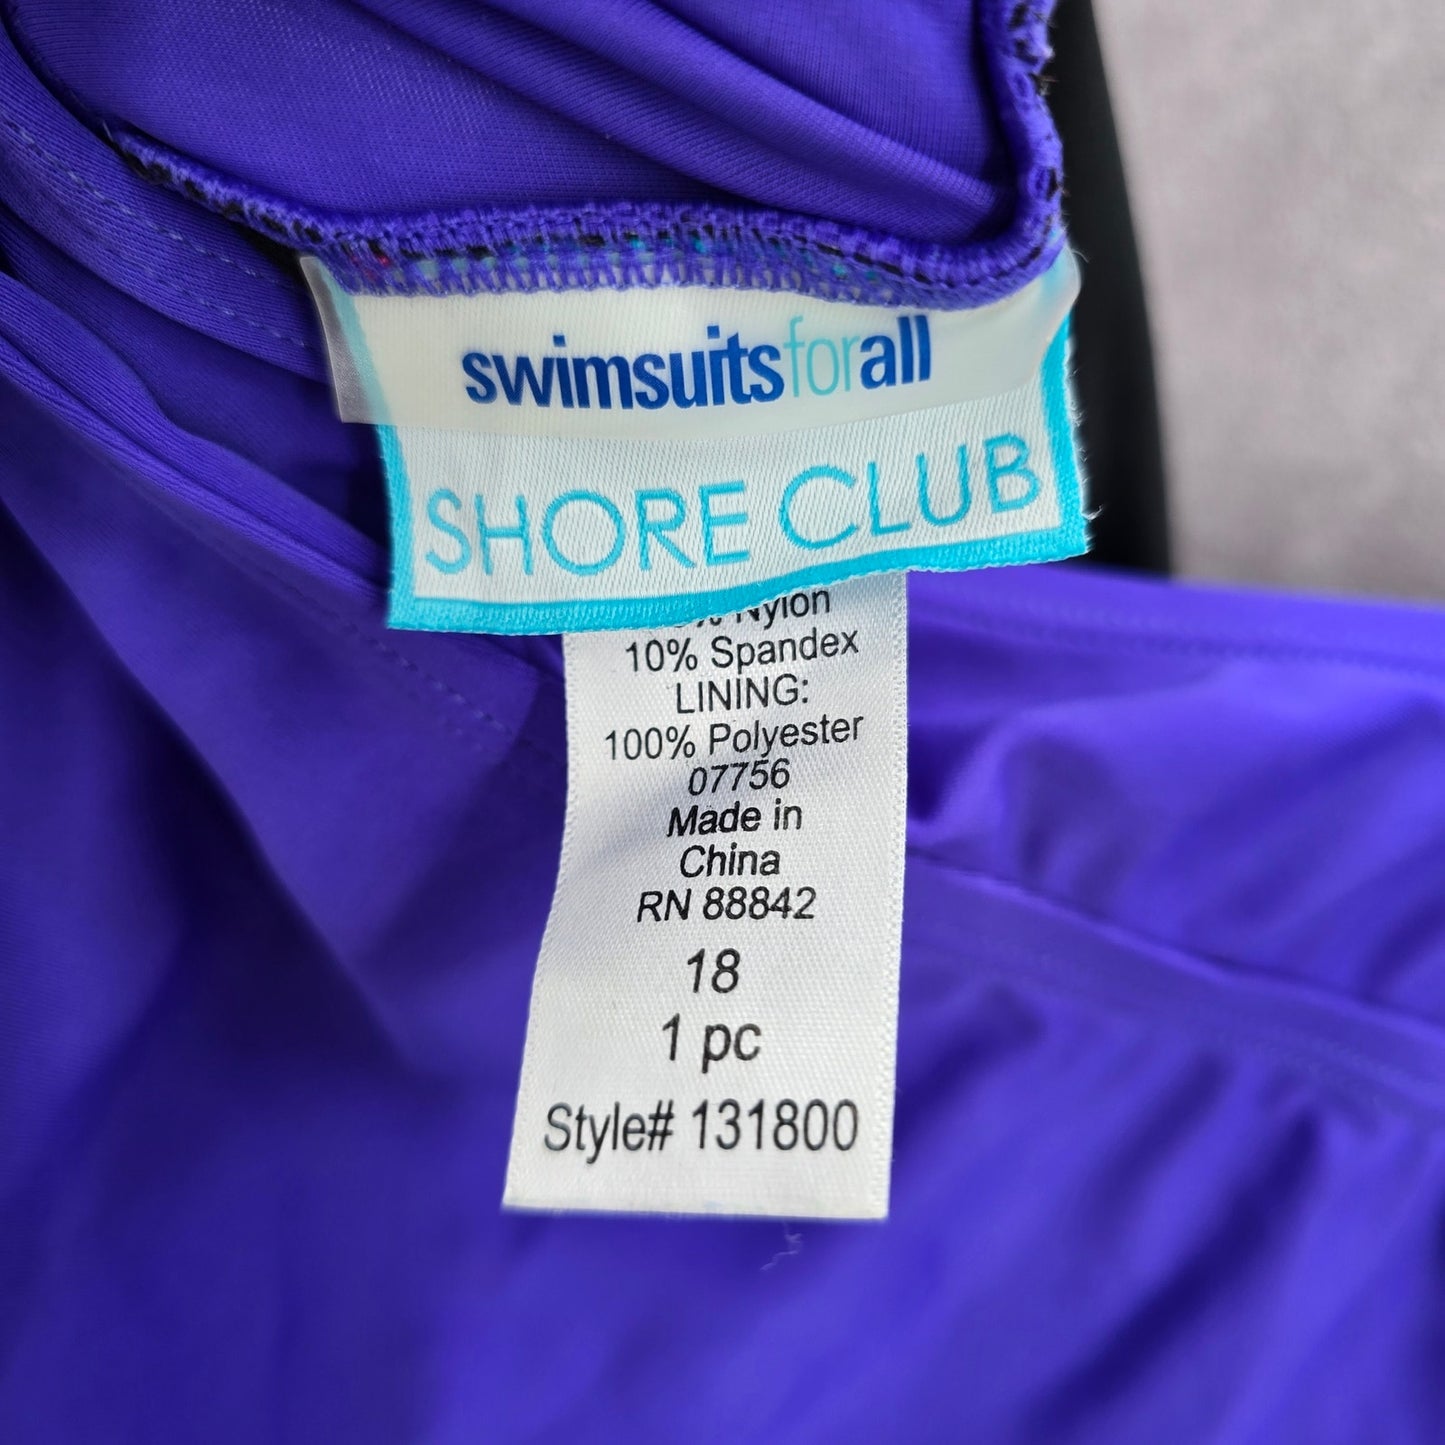 swimsuitsforall
SHORE CLUB
Nylon
10% Spandex
LINING:
100% Polyester
07756
Made in
China
RN 88842
18
1 pc
Style# 131800